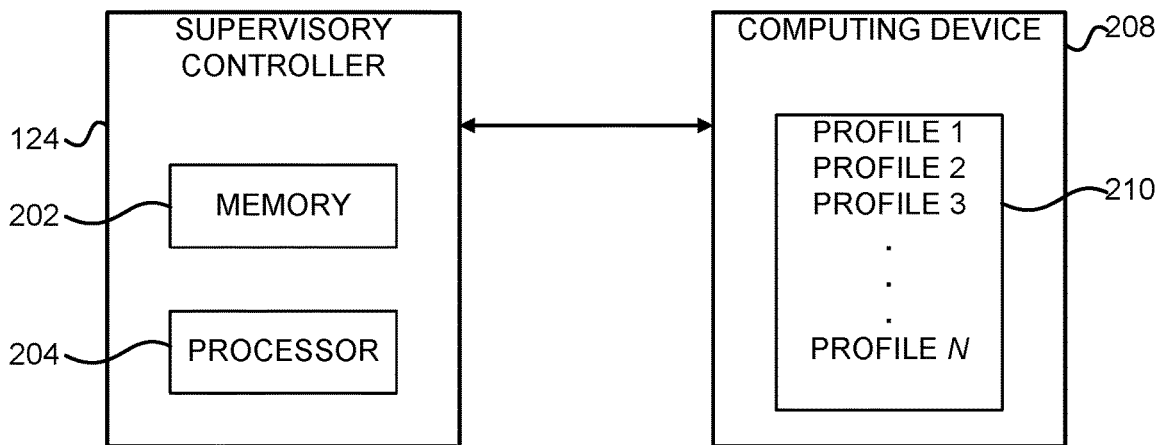 SUPERVISORY
CONTROLLER
124
MEMORY
202
PROCESSOR
204
COMPUTING DEVICE
208
PROFILE 1
PROFILE 2
PROFILE 3
.
.
.
PROFILE N
210